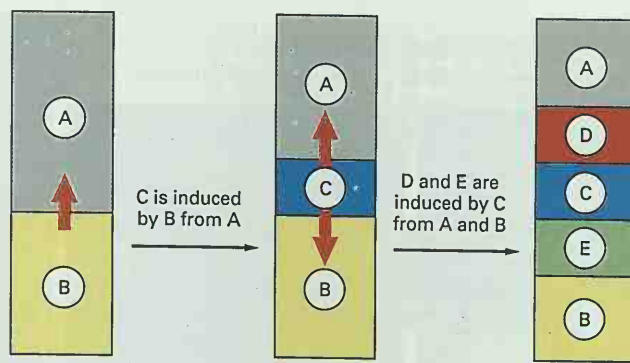 A
B
C is induced
by B from A
A
C
B
D and E are
induced by C
from A and B
A
D
C
E
B